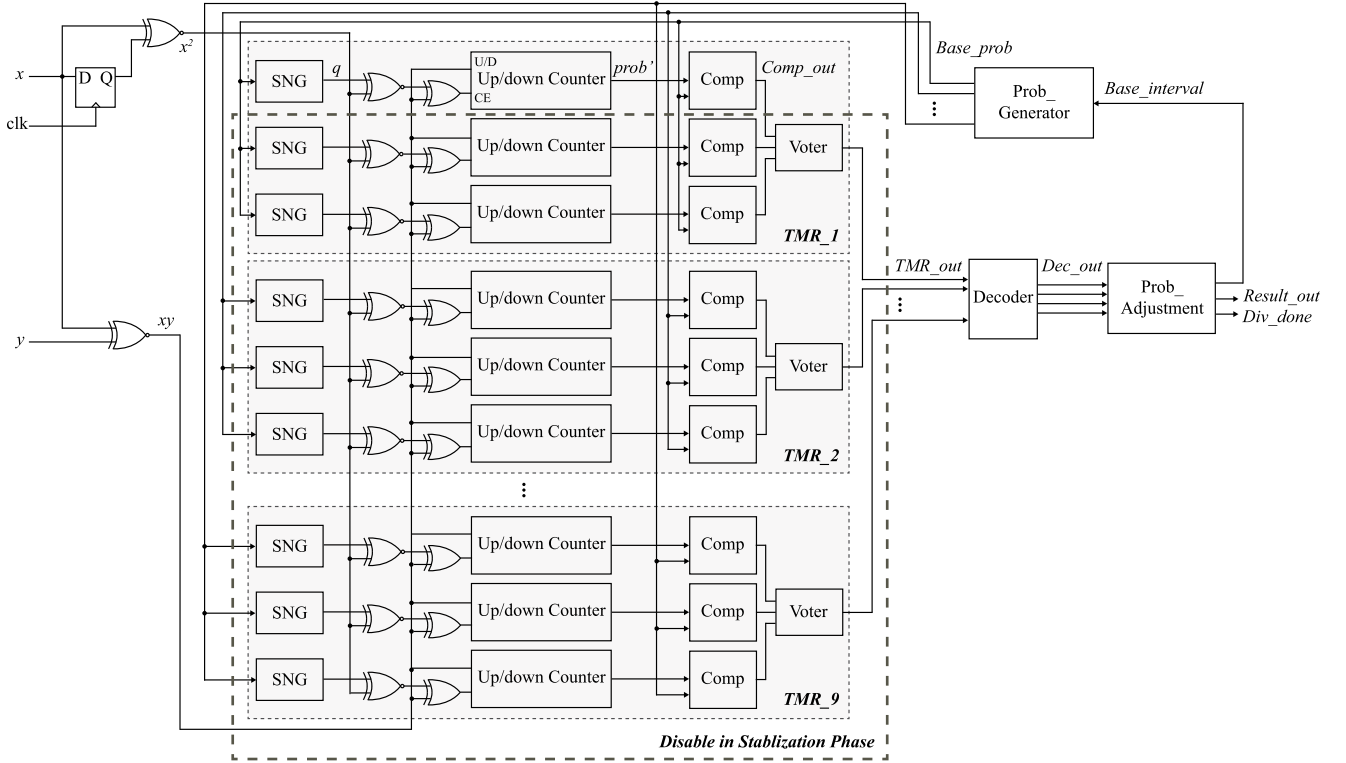 x²
Base_prob
U/D
q
SNG
Up/down Counter
CE
prob’
Comp
Comp_out
Prob_
Generator
Base_interval
x
D Q
clk
SNG
Up/down Counter
Comp
Voter
SNG
Up/down Counter
Comp
TMR_1
TMR_out
Dec_out
SNG
Up/down Counter
Comp
Decoder
Prob_
Adjustment
Result_out
Div_done
xy
y
SNG
Up/down Counter
Comp
Voter
SNG
Up/down Counter
Comp
TMR_2
SNG
Up/down Counter
Comp
SNG
Up/down Counter
Comp
Voter
SNG
Up/down Counter
Comp
TMR_9
Disable in Stablization Phase